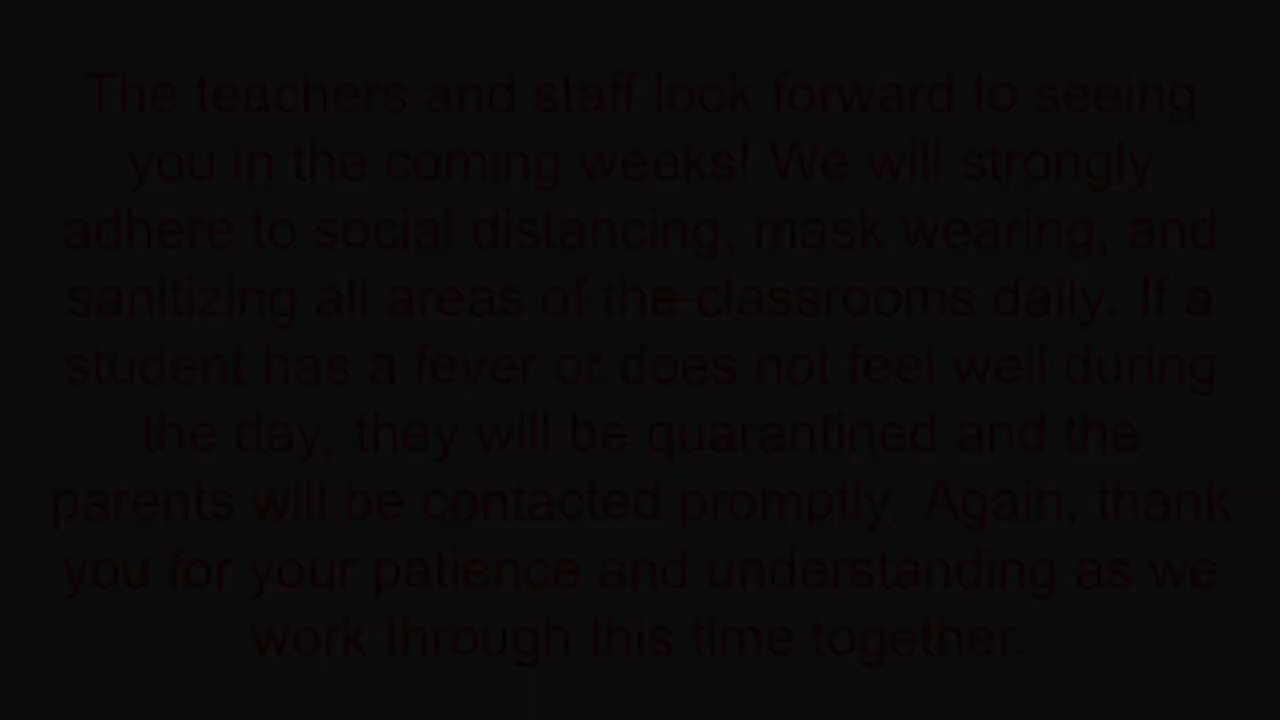 The teachers and staff look forward to seeing
you in the coming weeks! We will strongly
adhere to social distancing, mask wearing, and
sanitizing all areas of the classrooms daily. If a
student has a fever or does not feel well during
the day, they will be quarantined and the
parents will be contacted promptly. Again, thank
you for your patience and understanding as we
work through this time together.